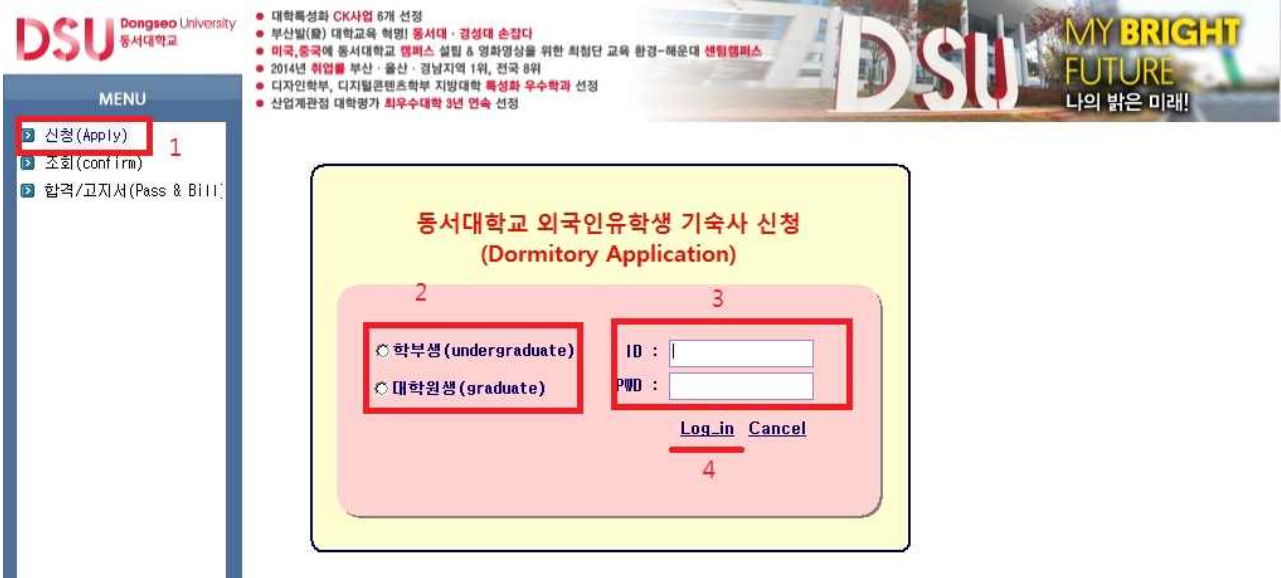 DSU Dongseo University
동서대학교
대학특성화 CK사업 6개 선정
부산발(發) 대학교육 혁명! 동서대 · 경성대 손잡다
미국,중국에 동서대학교 캠퍼스 설립 & 영화영상을 위한 최첨단 교육 환경-해운대 센텀캠퍼스
2014년 취업률 부산 · 울산 · 경남지역 1위, 전국 8위
디자인학부, 디지털콘텐츠학부 지방대학 특성화 우수학과 선정
산업계관점 대학평가 최우수대학 3년 연속 선정
DSU
MY BRIGHT
FUTURE
나의 밝은 미래!
MENU
신청(Apply)
1
조회(confirm)
합격/고지서(Pass & Bill)
동서대학교 외국인유학생 기숙사 신청
(Dormitory Application)
2
3
학부생(undergraduate)
ID :
대학원생(graduate)
PWD :
Log_in Cancel
4